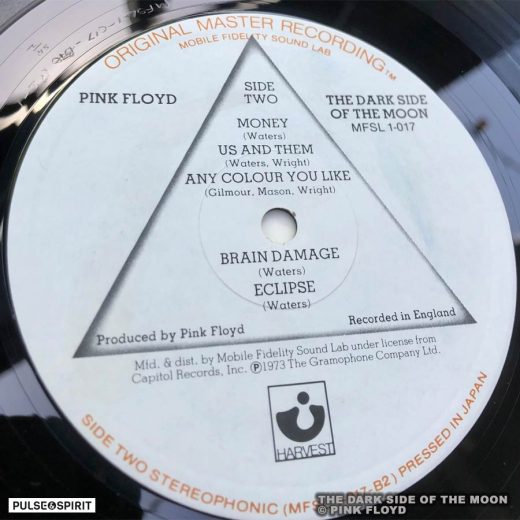 ORIGINAL MASTER RECORDING™
MOBILE FIDELITY SOUND LAB
PINK FLOYD
SIDE
TWO
THE DARK SIDE
OF THE MOON
MFSL 1-017
MONEY
(Waters)
US AND THEM
(Waters, Wright)
ANY COLOUR YOU LIKE
(Gilmour, Mason, Wright)
BRAIN DAMAGE
(Waters)
ECLIPSE
(Waters)
Produced by Pink Floyd
Recorded in England
Mfd. & dist. by Mobile Fidelity Sound Lab under license from
Capitol Records, Inc. Ⓟ1973 The Gramophone Company Ltd.
HARVEST
SIDE TWO STEREOPHONIC (MFS 7-B2) PRESSED IN JAPAN
PULSE&SPIRIT
THE DARK SIDE OF THE MOON
© PINK FLOYD